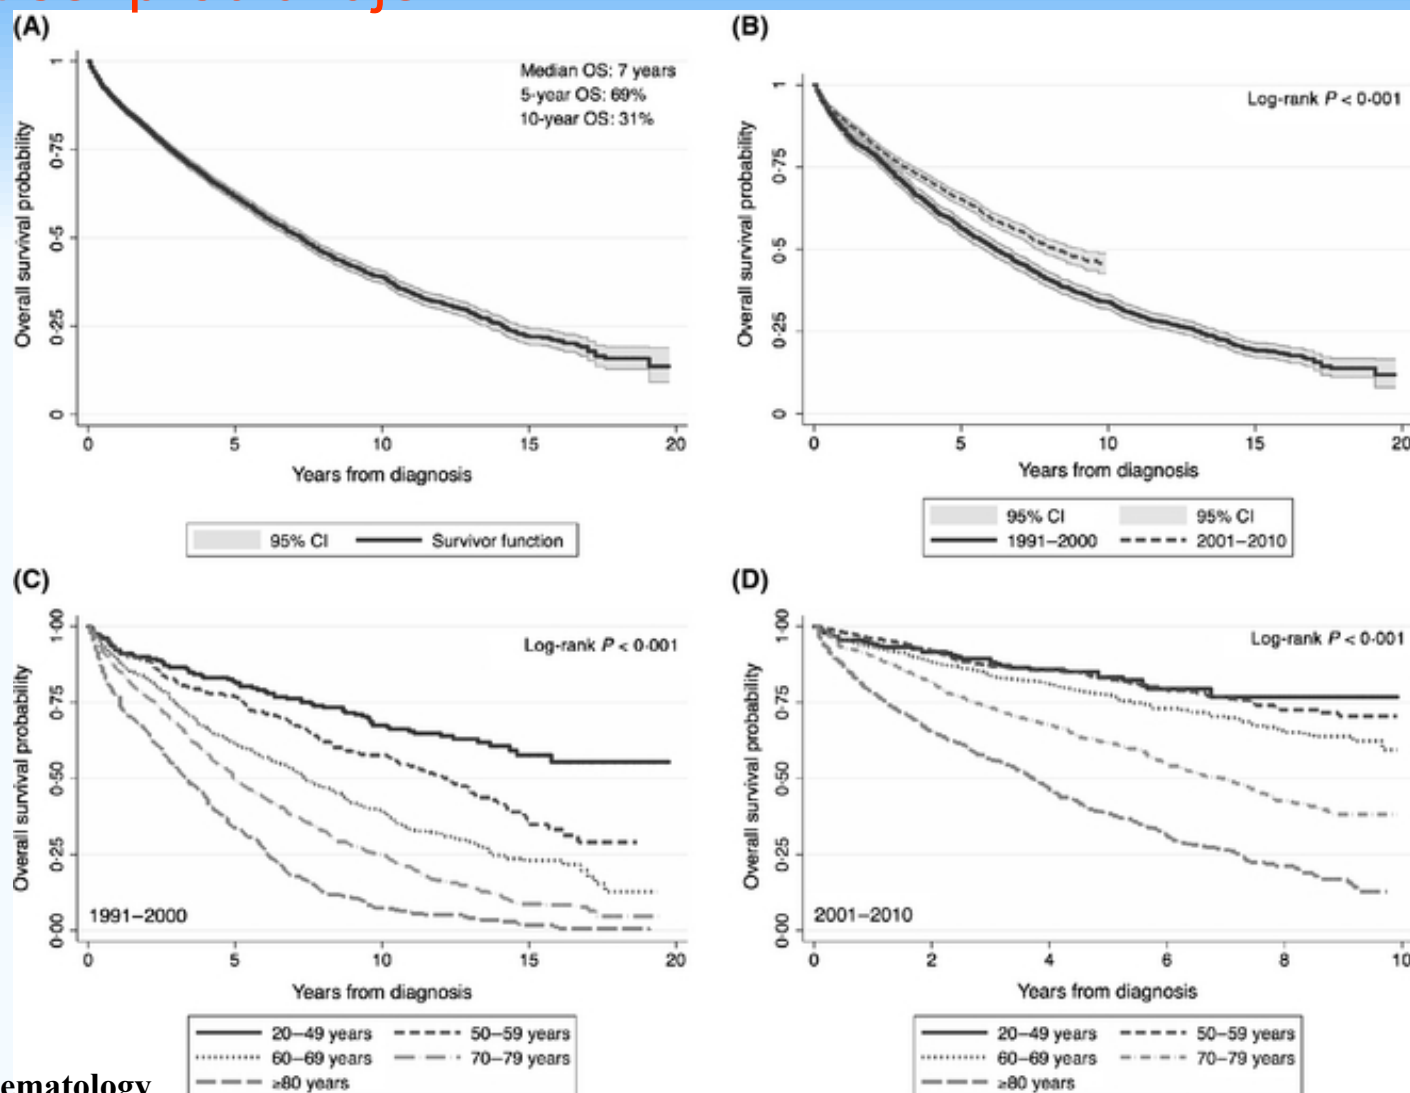 (A)
Median OS: 7 years
5-year OS: 69%
10-year OS: 31%
Overall survival probability
1
0·75
0·5
0·25
0
0 5 10 15 20
Years from diagnosis
95% CI Survivor function
(B)
Log-rank P < 0·001
Overall survival probability
1
0·75
0·5
0·25
0
0 5 10 15 20
Years from diagnosis
95% CI 95% CI
1991–2000 2001–2010
(C)
Log-rank P < 0·001
Overall survival probability
1·00
0·75
0·50
0·25
0·00
1991–2000
0 5 10 15 20
Years from diagnosis
20–49 years 50–59 years
60–69 years 70–79 years
≥80 years
(D)
Log-rank P < 0·001
Overall survival probability
1·00
0·75
0·50
0·25
0·00
2001–2010
0 2 4 6 8 10
Years from diagnosis
20–49 years 50–59 years
60–69 years 70–79 years
≥80 years
ematology